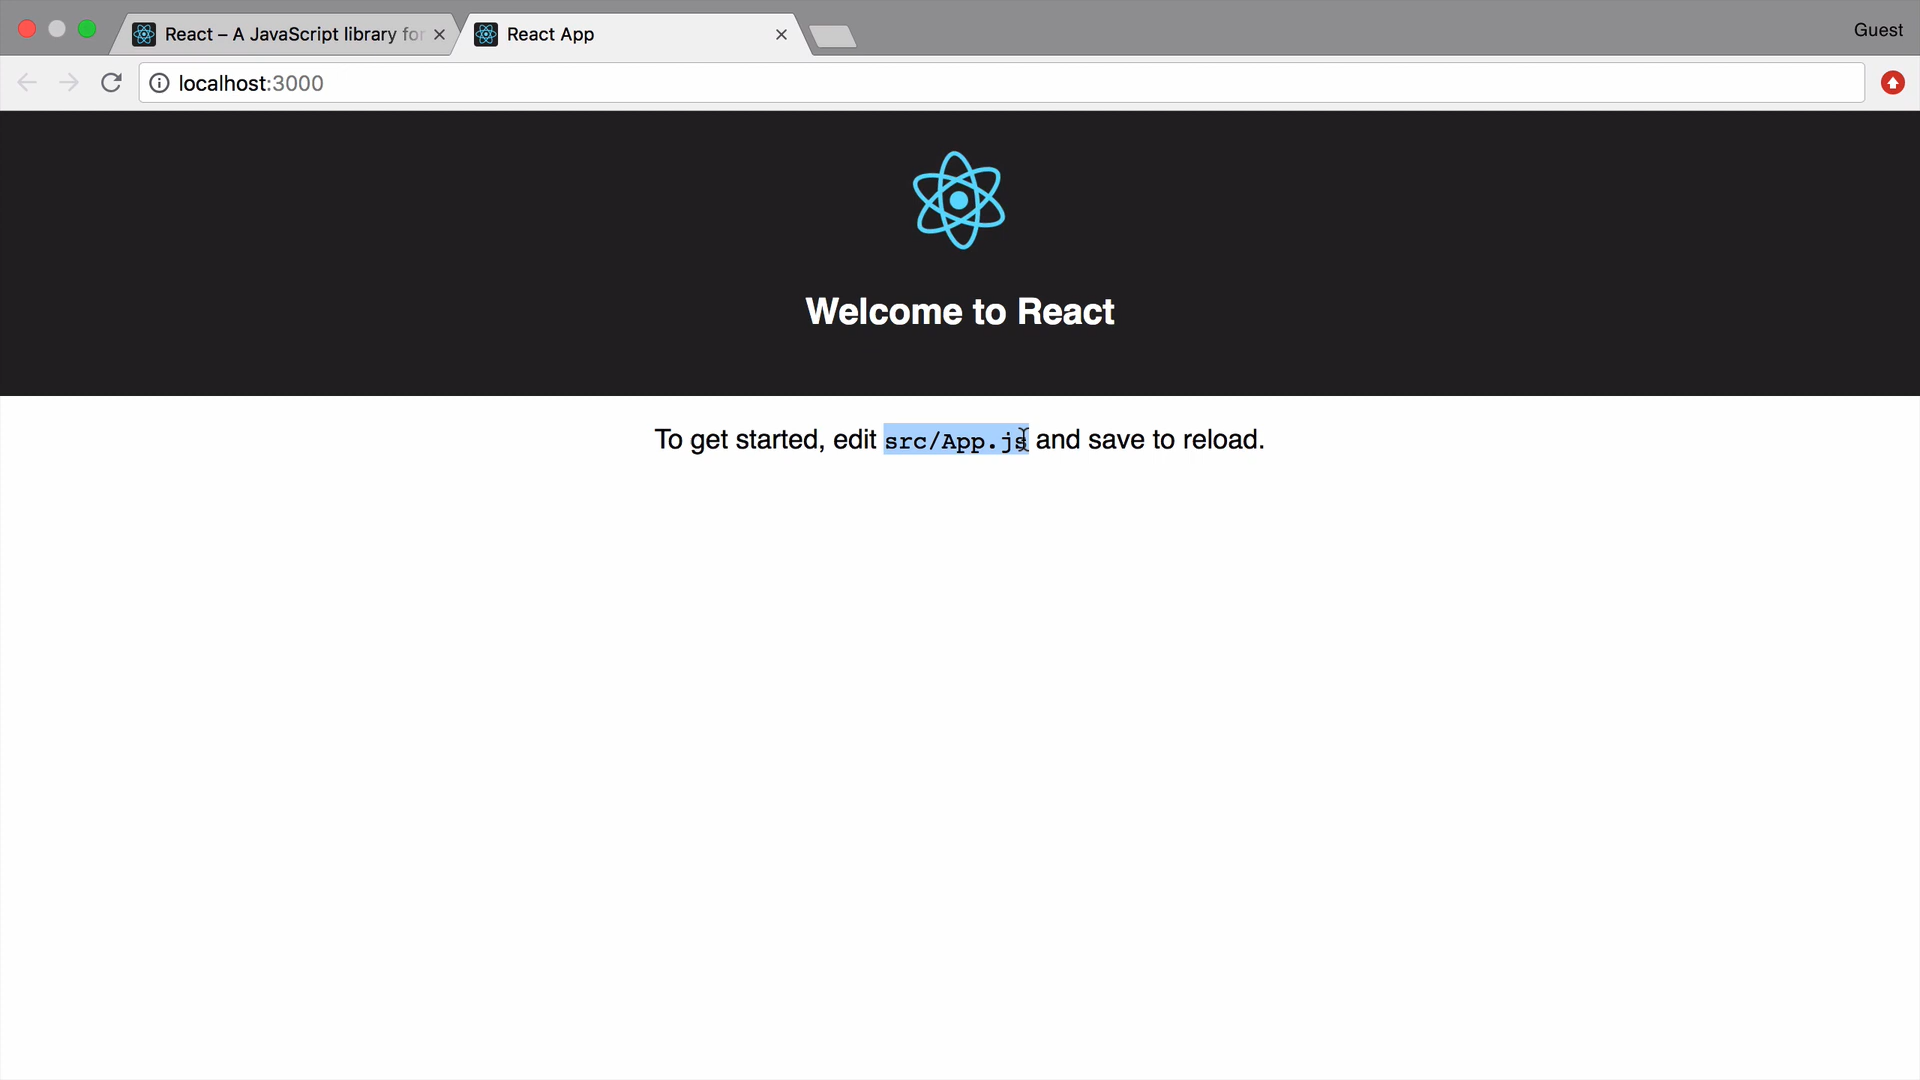 React – A JavaScript library for
React App
Guest
localhost:3000
Welcome to React
To get started, edit src/App.js and save to reload.